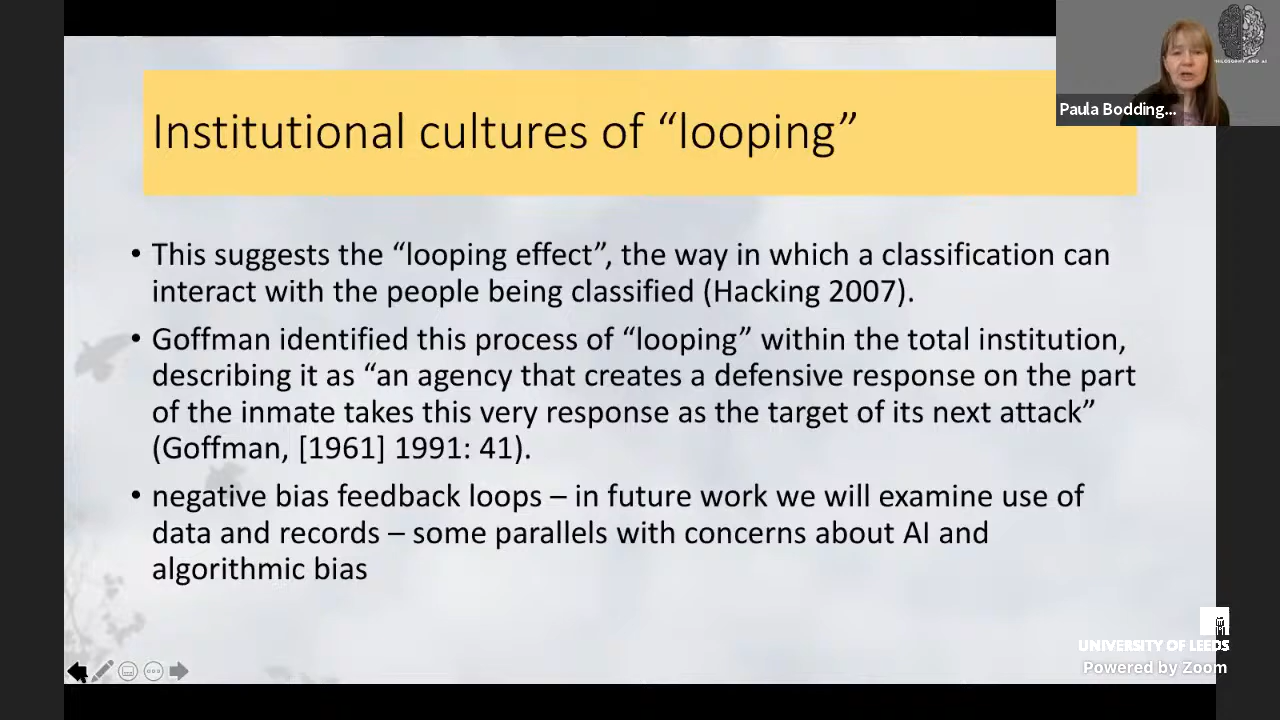 Institutional cultures of “looping”
• This suggests the “looping effect”, the way in which a classification can
interact with the people being classified (Hacking 2007).
• Goffman identified this process of “looping” within the total institution,
describing it as “an agency that creates a defensive response on the part
of the inmate takes this very response as the target of its next attack”
(Goffman, [1961] 1991: 41).
• negative bias feedback loops – in future work we will examine use of
data and records – some parallels with concerns about AI and
algorithmic bias
PHILOSOPHY AND AI
Paula Bodding...
UNIVERSITY OF LEEDS
Powered by Zoom